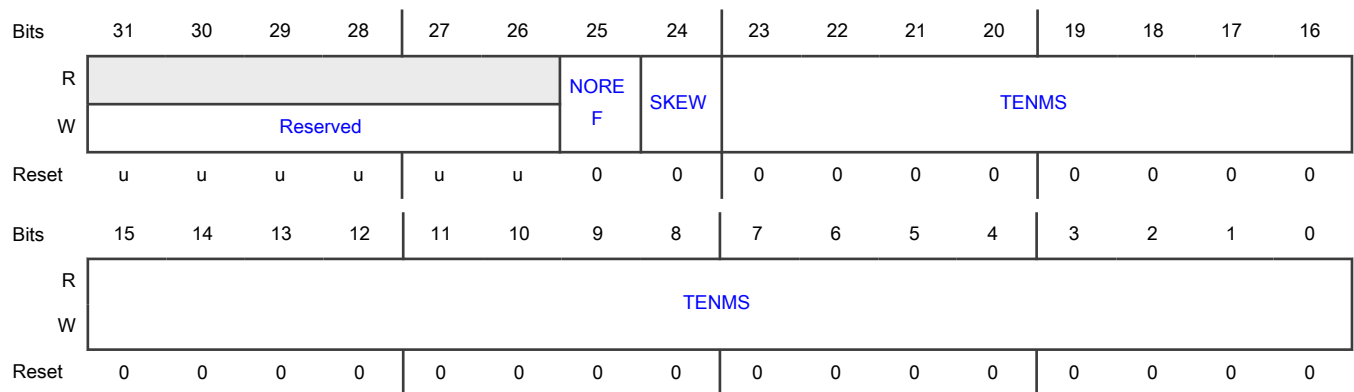 Bits 31 30 29 28 27 26 25 24 23 22 21 20 19 18 17 16
R
NORE
F
SKEW
TENMS
W
Reserved
Reset u u u u u u 0 0 0 0 0 0 0 0 0 0
Bits 15 14 13 12 11 10 9 8 7 6 5 4 3 2 1 0
R
TENMS
W
Reset 0 0 0 0 0 0 0 0 0 0 0 0 0 0 0 0